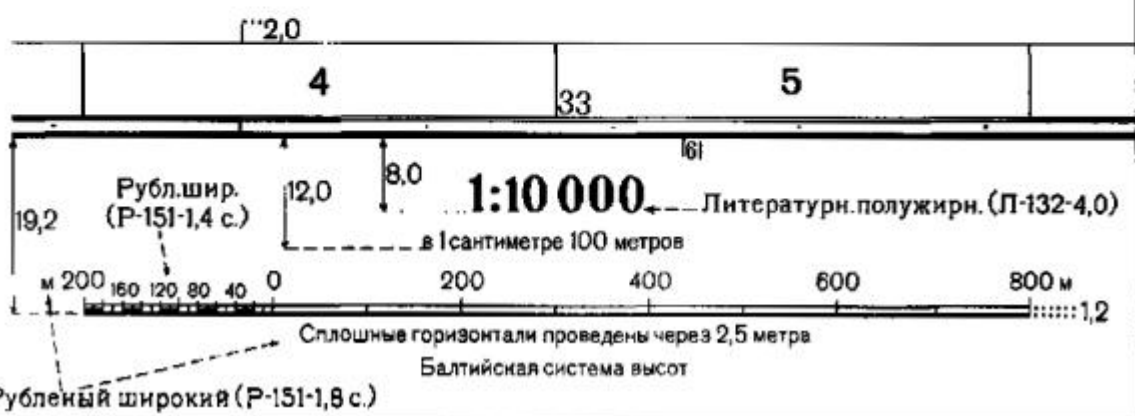 2,0
4 5
33
61
Рубл.шир.
(Р-151-1,4 с.)
12,0
8,0
1:10 000
Литературн.полужирн. (Л-132-4,0)
19,2
в 1 сантиметре 100 метров
м 200 160 120 80 40 0 200 400 600 800 м
1,2
Сплошные горизонтали проведены через 2,5 метра
Балтийская система высот
Рубленый широкий (Р-151-1,8 с.)